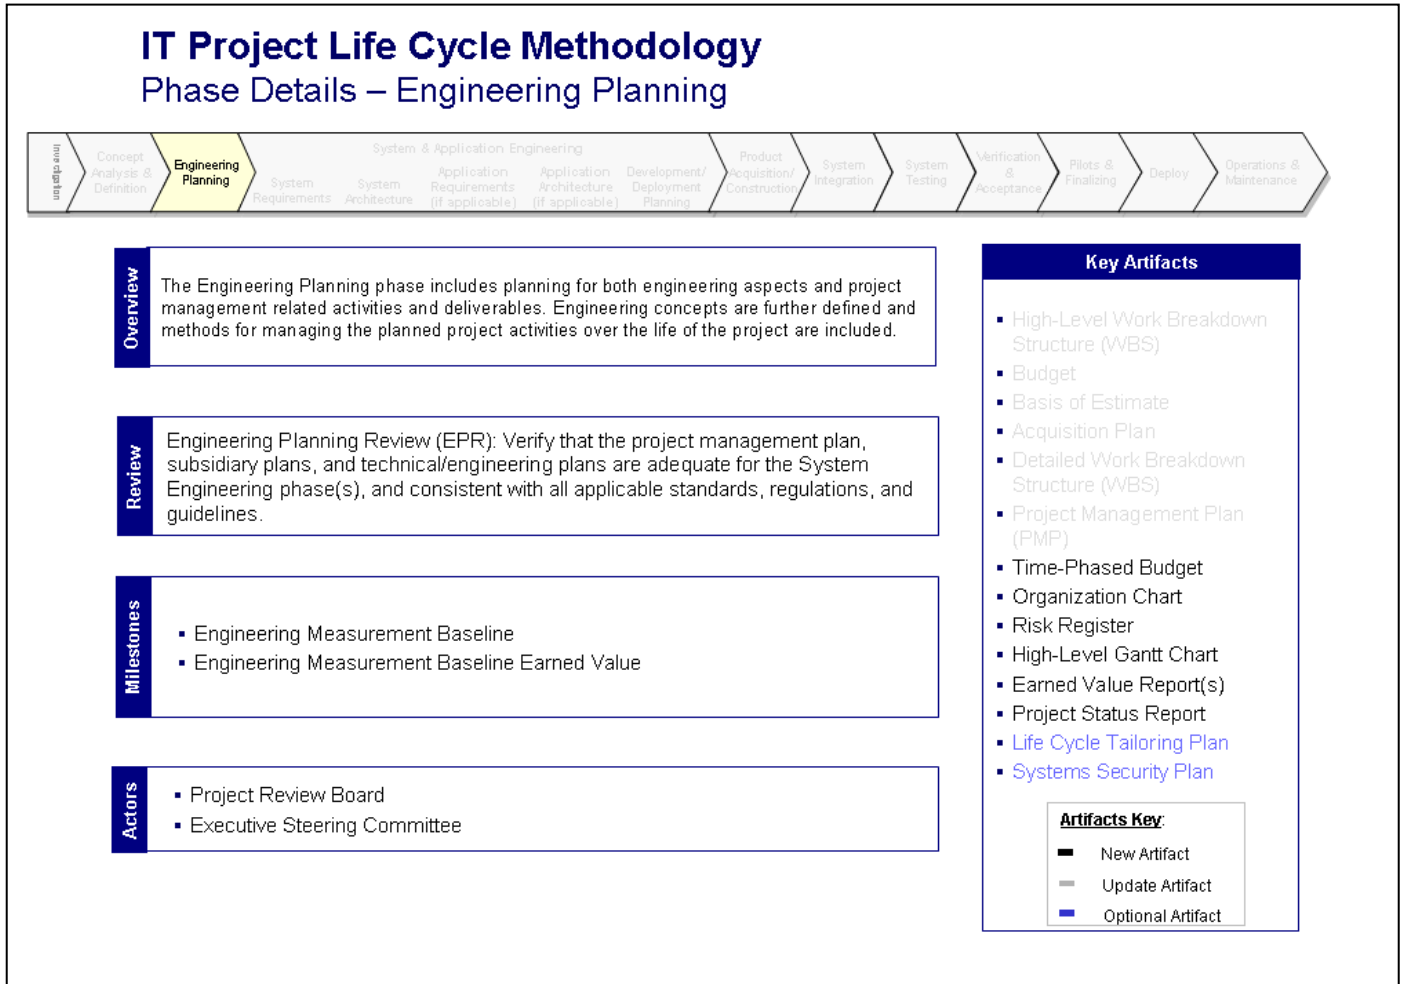 IT Project Life Cycle Methodology
Phase Details – Engineering Planning
Investigation
Concept
Analysis &
Definition
Engineering
Planning
System & Application Engineering
System
Requirements
System
Architecture
Application
Requirements
(if applicable)
Application
Architecture
(if applicable)
Development/
Deployment
Planning
Product
Acquisition/
Construction
System
Integration
System
Testing
Verification
&
Acceptance
Pilots &
Finalizing
Deploy
Operations &
Maintenance
Overview
The Engineering Planning phase includes planning for both engineering aspects and project
management related activities and deliverables. Engineering concepts are further defined and
methods for managing the planned project activities over the life of the project are included.
Review
Engineering Planning Review (EPR): Verify that the project management plan,
subsidiary plans, and technical/engineering plans are adequate for the System
Engineering phase(s), and consistent with all applicable standards, regulations, and
guidelines.
Milestones
▪ Engineering Measurement Baseline
▪ Engineering Measurement Baseline Earned Value
Actors
▪ Project Review Board
▪ Executive Steering Committee
Key Artifacts
▪ High-Level Work Breakdown
Structure (WBS)
▪ Budget
▪ Basis of Estimate
▪ Acquisition Plan
▪ Detailed Work Breakdown
Structure (WBS)
▪ Project Management Plan
(PMP)
▪ Time-Phased Budget
▪ Organization Chart
▪ Risk Register
▪ High-Level Gantt Chart
▪ Earned Value Report(s)
▪ Project Status Report
▪ Life Cycle Tailoring Plan
▪ Systems Security Plan
Artifacts Key:
New Artifact
Update Artifact
Optional Artifact